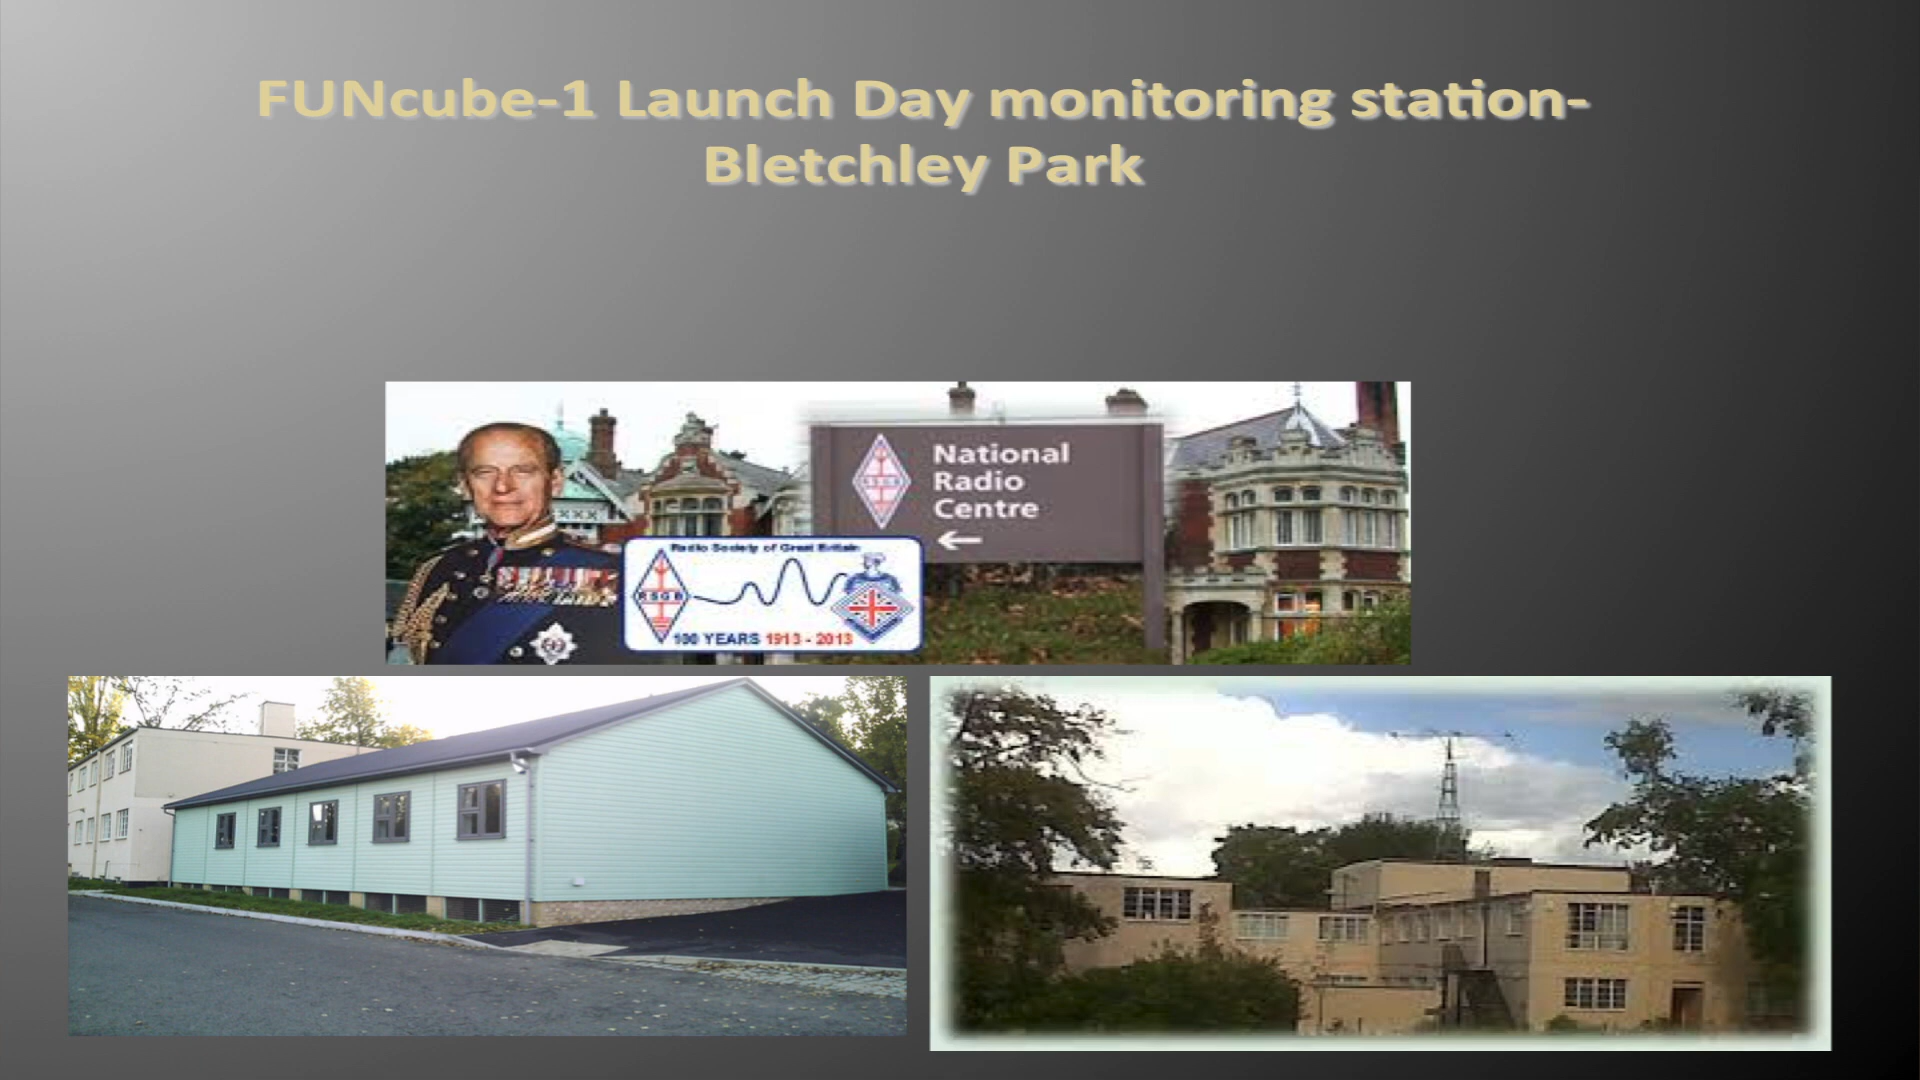 FUNcube-1 Launch Day monitoring station-
Bletchley Park
National
Radio
Centre
RSGB
Radio Society of Great Britain
RSGB
100 YEARS 1913 - 2013